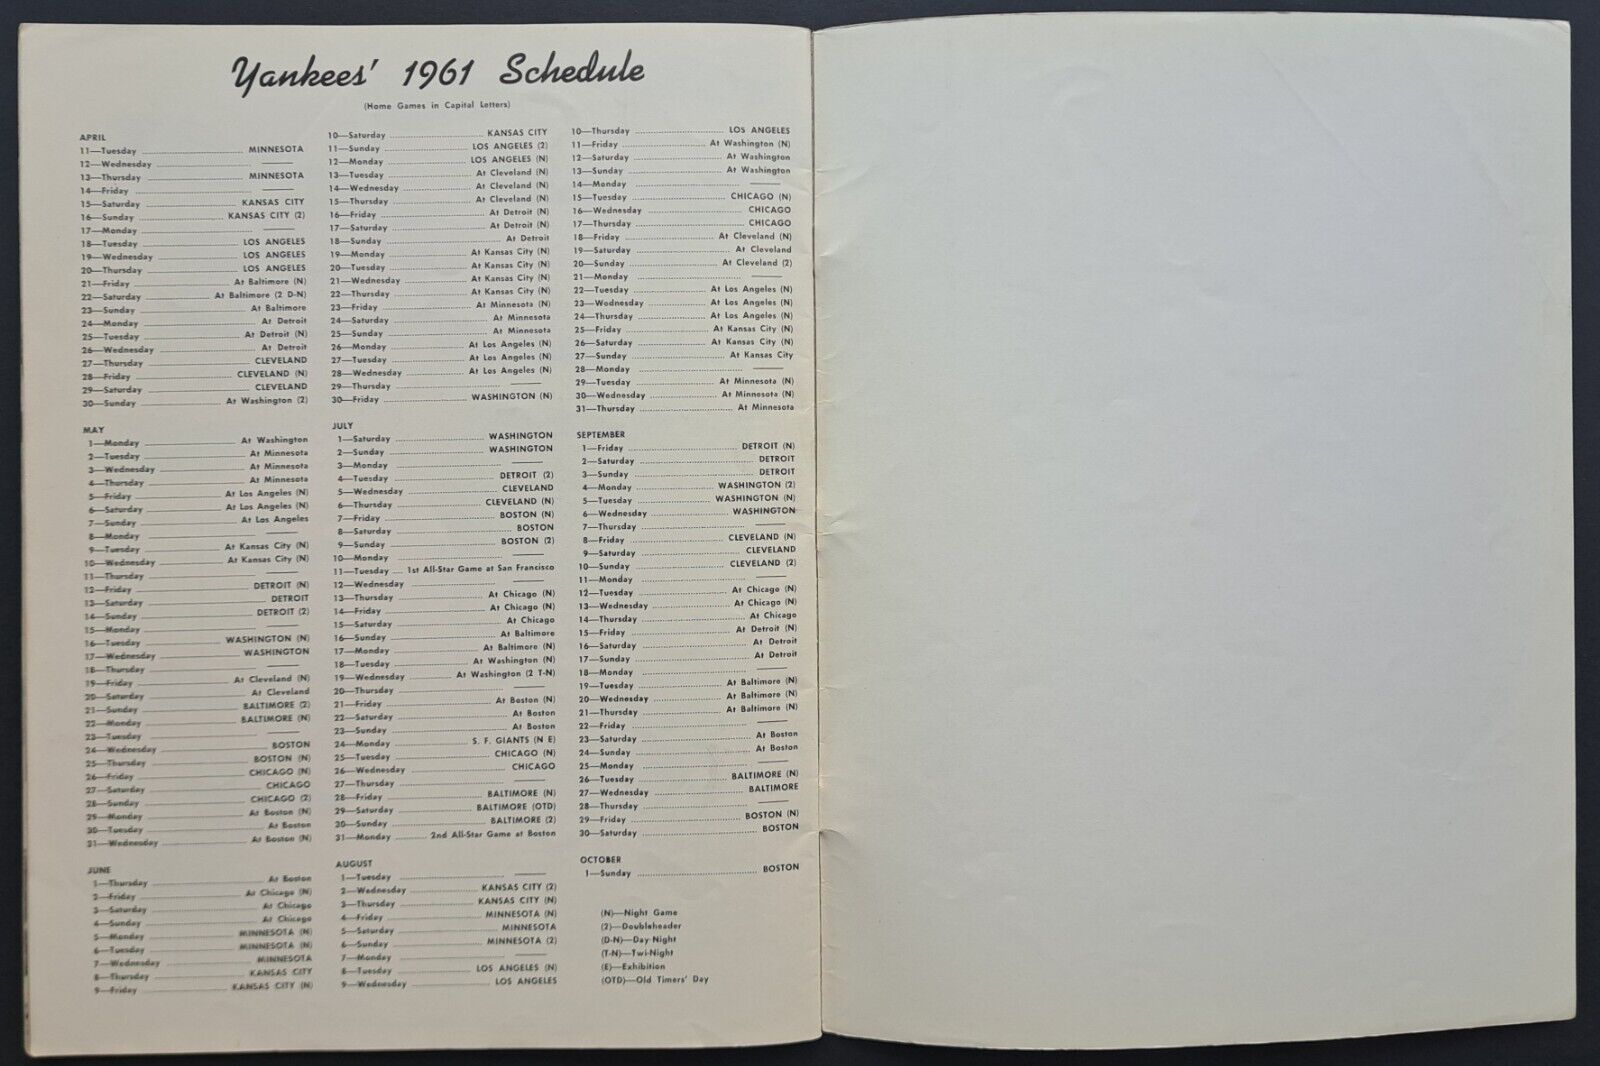 Yankees' 1961 Schedule
(Home Games in Capital Letters)
APRIL
11—Tuesday MINNESOTA
12—Wednesday ———
13—Thursday MINNESOTA
14—Friday ———
15—Saturday KANSAS CITY
16—Sunday KANSAS CITY (2)
17—Monday ———
18—Tuesday LOS ANGELES
19—Wednesday LOS ANGELES
20—Thursday LOS ANGELES
21—Friday At Baltimore (N)
22—Saturday At Baltimore (2 D-N)
23—Sunday At Baltimore
24—Monday At Detroit
25—Tuesday At Detroit (N)
26—Wednesday At Detroit
27—Thursday CLEVELAND
28—Friday CLEVELAND (N)
29—Saturday CLEVELAND
30—Sunday At Washington (2)
MAY
1—Monday At Washington
2—Tuesday At Minnesota
3—Wednesday At Minnesota
4—Thursday At Minnesota
5—Friday At Los Angeles (N)
6—Saturday At Los Angeles (N)
7—Sunday At Los Angeles
8—Monday ———
9—Tuesday At Kansas City (N)
10—Wednesday At Kansas City (N)
11—Thursday ———
12—Friday DETROIT (N)
13—Saturday DETROIT
14—Sunday DETROIT (2)
15—Monday ———
16—Tuesday WASHINGTON (N)
17—Wednesday WASHINGTON
18—Thursday ———
19—Friday At Cleveland (N)
20—Saturday At Cleveland
21—Sunday BALTIMORE (2)
22—Monday BALTIMORE (N)
23—Tuesday ———
24—Wednesday BOSTON
25—Thursday BOSTON (N)
26—Friday CHICAGO (N)
27—Saturday CHICAGO
28—Sunday CHICAGO (2)
29—Monday At Boston (N)
30—Tuesday At Boston
31—Wednesday At Boston (N)
JUNE
1—Thursday At Boston
2—Friday At Chicago (N)
3—Saturday At Chicago
4—Sunday At Chicago
5—Monday MINNESOTA (N)
6—Tuesday MINNESOTA (N)
7—Wednesday MINNESOTA
8—Thursday KANSAS CITY
9—Friday KANSAS CITY (N)
10—Saturday KANSAS CITY
11—Sunday LOS ANGELES (2)
12—Monday LOS ANGELES (N)
13—Tuesday At Cleveland (N)
14—Wednesday At Cleveland (N)
15—Thursday At Cleveland (N)
16—Friday At Detroit (N)
17—Saturday At Detroit (N)
18—Sunday At Detroit
19—Monday At Kansas City (N)
20—Tuesday At Kansas City (N)
21—Wednesday At Kansas City (N)
22—Thursday At Kansas City (N)
23—Friday At Minnesota (N)
24—Saturday At Minnesota
25—Sunday At Minnesota
26—Monday At Los Angeles (N)
27—Tuesday At Los Angeles (N)
28—Wednesday At Los Angeles (N)
29—Thursday ———
30—Friday WASHINGTON (N)
JULY
1—Saturday WASHINGTON
2—Sunday WASHINGTON
3—Monday ———
4—Tuesday DETROIT (2)
5—Wednesday CLEVELAND
6—Thursday CLEVELAND (N)
7—Friday BOSTON (N)
8—Saturday BOSTON
9—Sunday BOSTON (2)
10—Monday ———
11—Tuesday 1st All-Star Game at San Francisco
12—Wednesday ———
13—Thursday At Chicago (N)
14—Friday At Chicago (N)
15—Saturday At Chicago
16—Sunday At Baltimore
17—Monday At Baltimore (N)
18—Tuesday At Washington (N)
19—Wednesday At Washington (2 T-N)
20—Thursday ———
21—Friday At Boston (N)
22—Saturday At Boston
23—Sunday At Boston
24—Monday S. F. GIANTS (N E)
25—Tuesday CHICAGO (N)
26—Wednesday CHICAGO
27—Thursday ———
28—Friday BALTIMORE (N)
29—Saturday BALTIMORE (OTD)
30—Sunday BALTIMORE (2)
31—Monday 2nd All-Star Game at Boston
AUGUST
1—Tuesday ———
2—Wednesday KANSAS CITY (2)
3—Thursday KANSAS CITY (N)
4—Friday MINNESOTA (N)
5—Saturday MINNESOTA
6—Sunday MINNESOTA (2)
7—Monday ———
8—Tuesday LOS ANGELES (N)
9—Wednesday LOS ANGELES
10—Thursday LOS ANGELES
11—Friday At Washington (N)
12—Saturday At Washington
13—Sunday At Washington
14—Monday ———
15—Tuesday CHICAGO (N)
16—Wednesday CHICAGO
17—Thursday CHICAGO
18—Friday At Cleveland (N)
19—Saturday At Cleveland
20—Sunday At Cleveland (2)
21—Monday ———
22—Tuesday At Los Angeles (N)
23—Wednesday At Los Angeles (N)
24—Thursday At Los Angeles (N)
25—Friday At Kansas City (N)
26—Saturday At Kansas City (N)
27—Sunday At Kansas City
28—Monday ———
29—Tuesday At Minnesota (N)
30—Wednesday At Minnesota (N)
31—Thursday At Minnesota
SEPTEMBER
1—Friday DETROIT (N)
2—Saturday DETROIT
3—Sunday DETROIT
4—Monday WASHINGTON (2)
5—Tuesday WASHINGTON (N)
6—Wednesday WASHINGTON
7—Thursday ———
8—Friday CLEVELAND (N)
9—Saturday CLEVELAND
10—Sunday CLEVELAND (2)
11—Monday ———
12—Tuesday At Chicago (N)
13—Wednesday At Chicago (N)
14—Thursday At Chicago
15—Friday At Detroit (N)
16—Saturday At Detroit
17—Sunday At Detroit
18—Monday ———
19—Tuesday At Baltimore (N)
20—Wednesday At Baltimore (N)
21—Thursday At Baltimore (N)
22—Friday ———
23—Saturday At Boston
24—Sunday At Boston
25—Monday ———
26—Tuesday BALTIMORE (N)
27—Wednesday BALTIMORE
28—Thursday ———
29—Friday BOSTON (N)
30—Saturday BOSTON
OCTOBER
1—Sunday BOSTON
(N)—Night Game
(2)—Doubleheader
(D-N)—Day Night
(T-N)—Twi-Night
(E)—Exhibition
(OTD)—Old Timers' Day